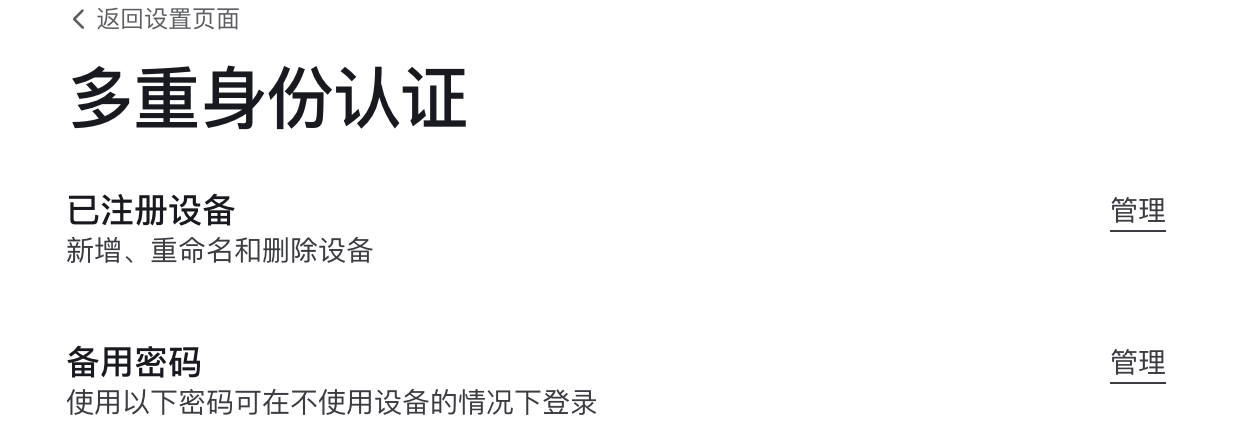 返回设置页面
多重身份认证
已注册设备
管理
新增、重命名和删除设备
备用密码
管理
使用以下密码可在不使用设备的情况下登录